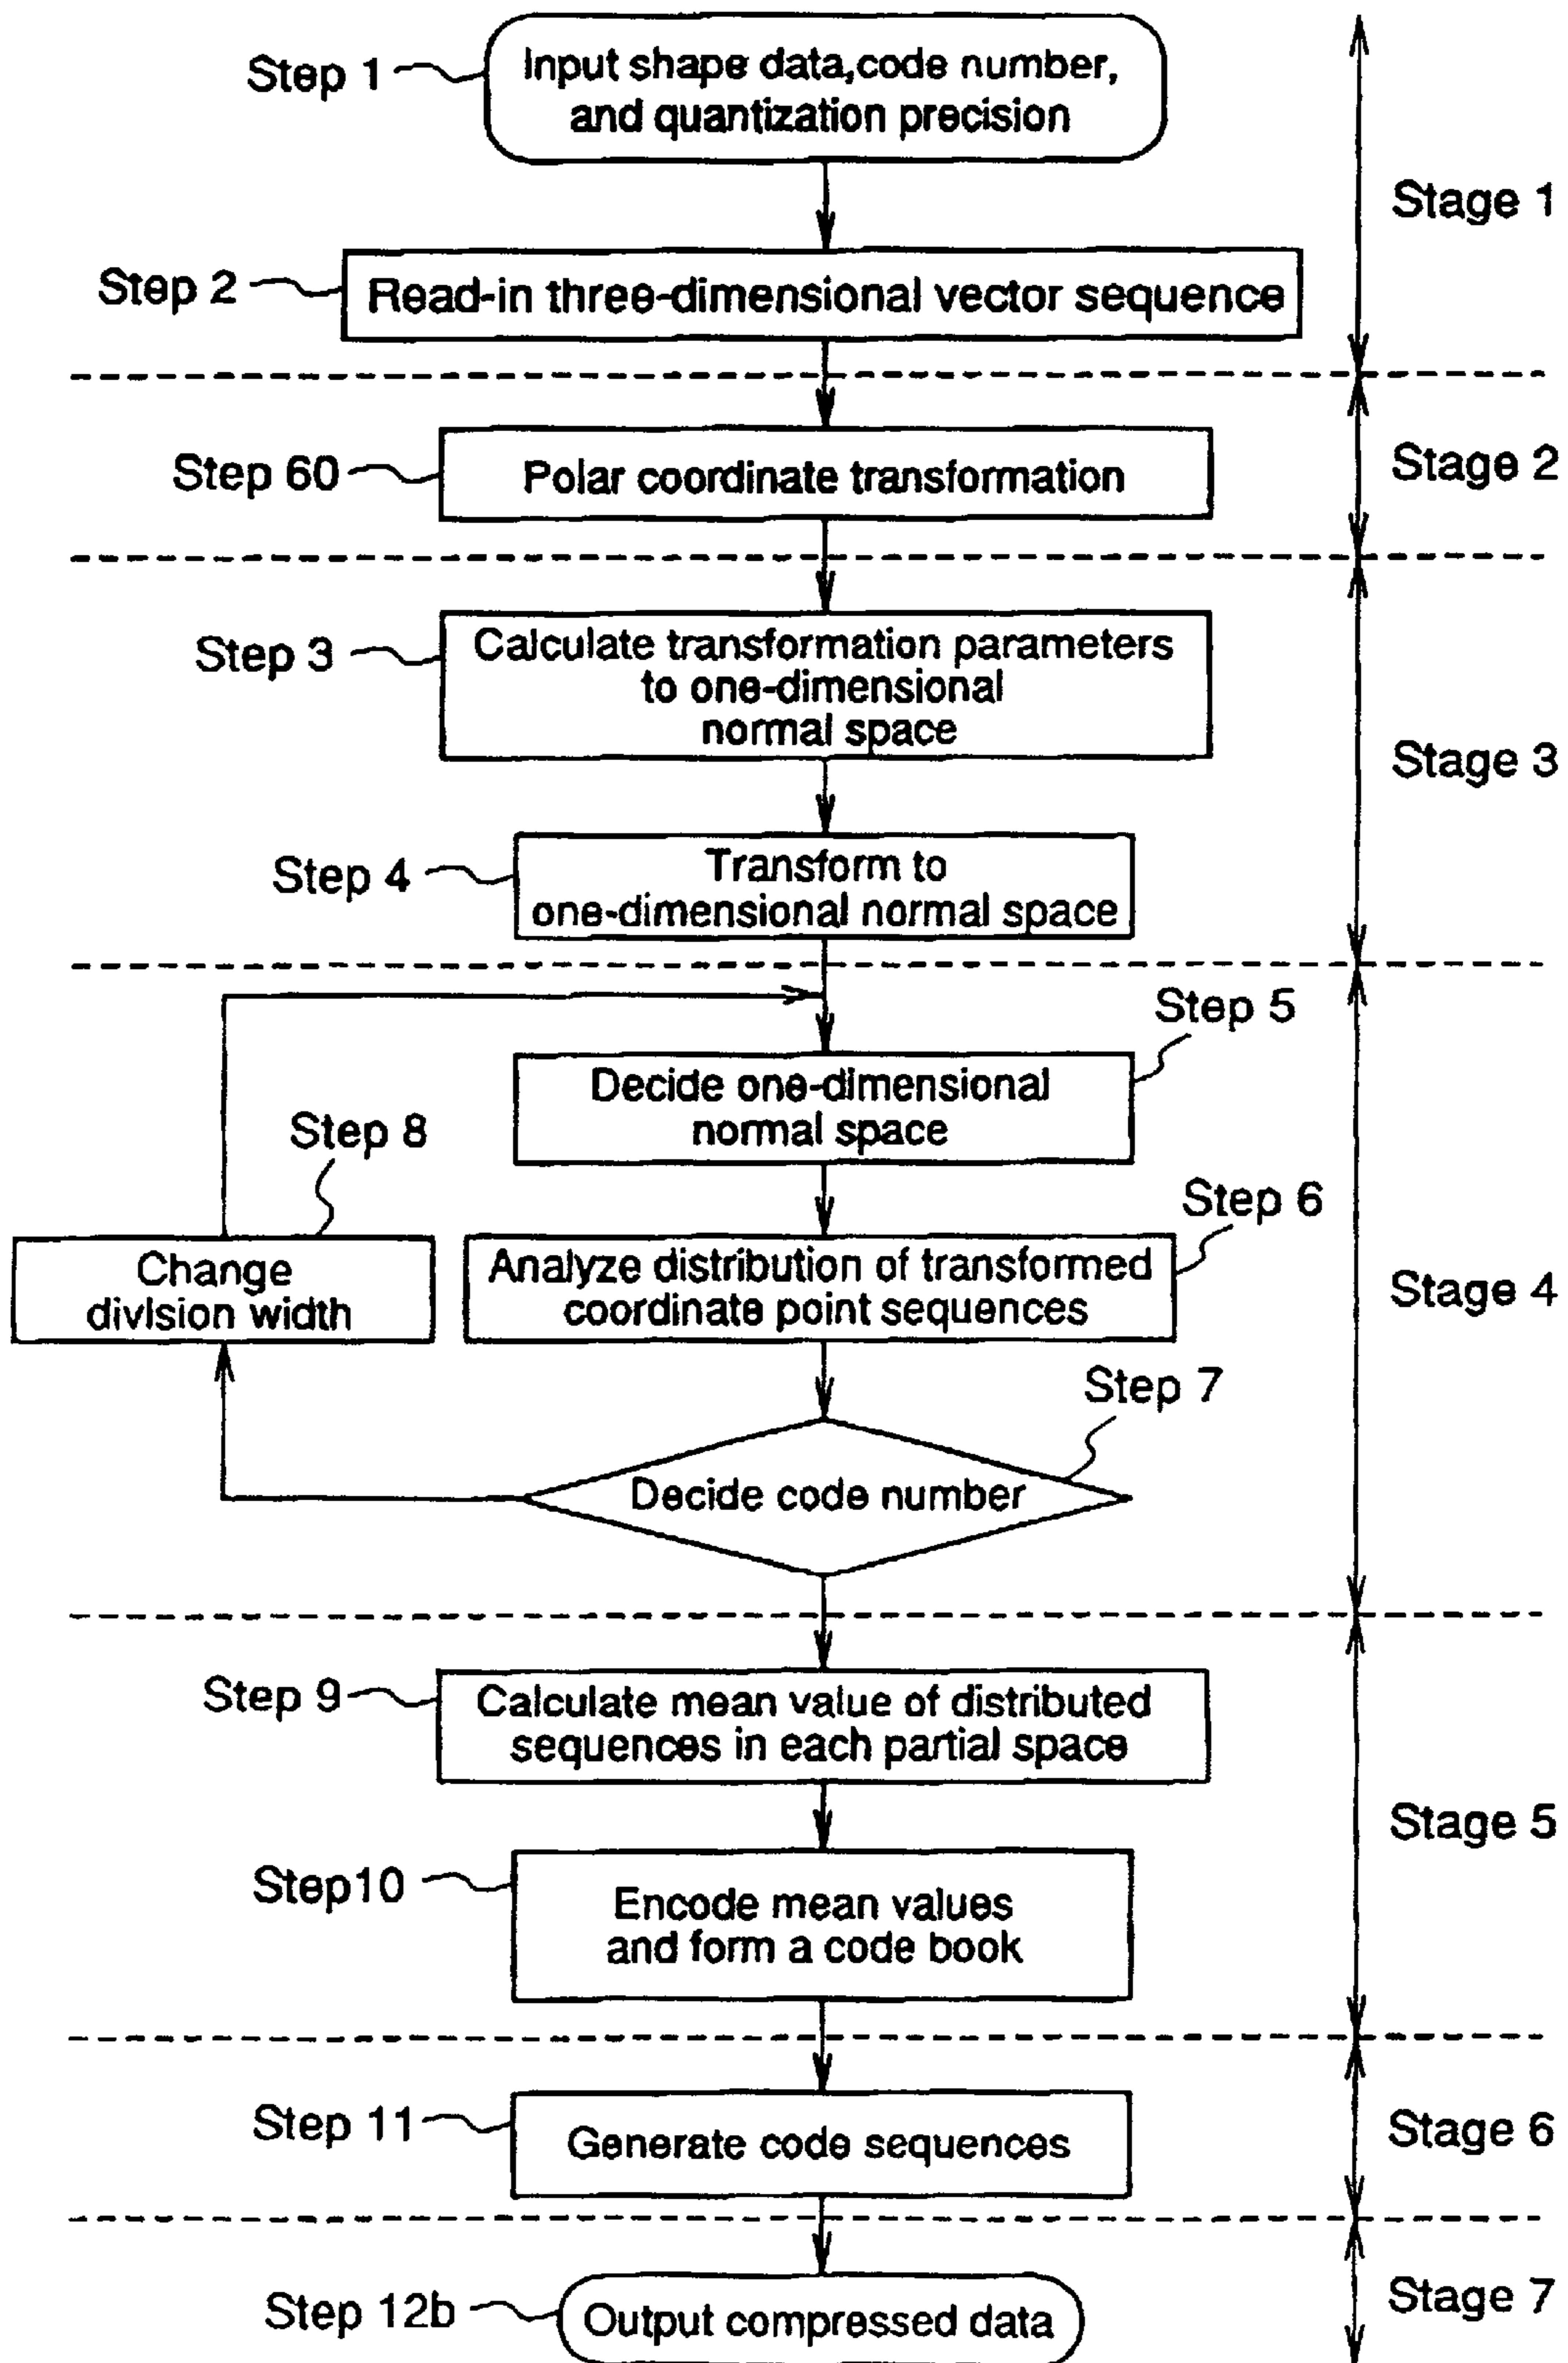 Step 1
Input shape data,code number,
and quantization precision
Stage 1
Step 2
Read-in three-dimensional vector sequence
Step 60
Polar coordinate transformation
Stage 2
Step 3
Calculate transformation parameters
to one-dimensional
normal space
Stage 3
Step 4
Transform to
one-dimensional normal space
Step 5
Decide one-dimensional
normal space
Step 8
Change
division width
Step 6
Analyze distribution of transformed
coordinate point sequences
Stage 4
Step 7
Decide code number
Step 9
Calculate mean value of distributed
sequences in each partial space
Stage 5
Step10
Encode mean values
and form a code book
Step 11
Generate code sequences
Stage 6
Step 12b
Output compressed data
Stage 7